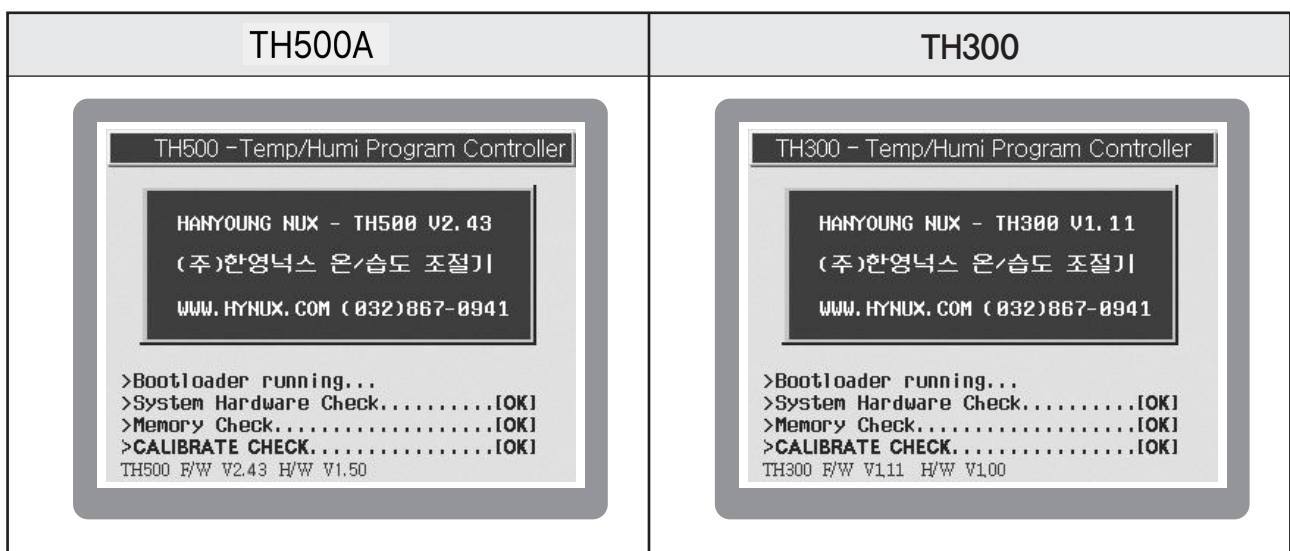 TH500A
TH300
TH500 -Temp/Humi Program Controller
HANYOUNG NUX - TH500 V2.43
(주)한영넉스 온/습도 조절기
WWW.HYNUX.COM (032)867-0941
>Bootloader running...
>System Hardware Check..........[OK]
>Memory Check...................[OK]
>CALIBRATE CHECK................[OK]
TH500 F/W V2.43 H/W V1.50
TH300 - Temp/Humi Program Controller
HANYOUNG NUX - TH300 V1.11
(주)한영넉스 온/습도 조절기
WWW.HYNUX.COM (032)867-0941
>Bootloader running...
>System Hardware Check..........[OK]
>Memory Check...................[OK]
>CALIBRATE CHECK................[OK]
TH300 F/W V1.11 H/W V1.00